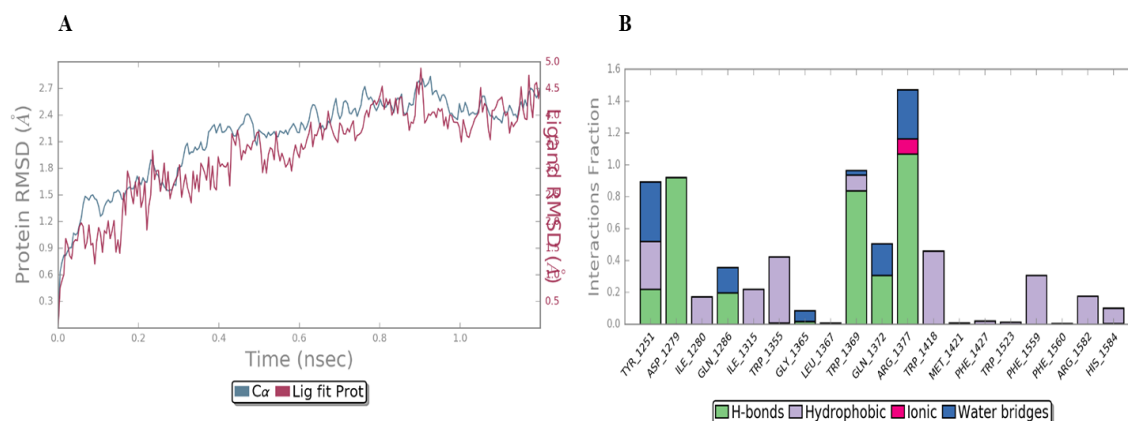 A
B
Protein RMSD (Å)
2.7
2.4
2.1
1.8
1.5
1.2
0.9
0.6
0.3
0.0
0.2
0.4
0.6
0.8
1.0
Time (nsec)
5.0
4.5
1.0
0.5
Ligand RMSD (Å)
Cα
Lig fit Prot
Interactions Fraction
1.6
1.4
1.2
1.0
0.8
0.6
0.4
0.2
0.0
TYR_1251
ASP_1279
ILE_1280
GLN_1286
ILE_1315
TRP_1355
GLY_1365
LEU_1367
TRP_1369
GLN_1372
ARG_1377
TRP_1418
MET_1421
PHE_1427
TRP_1523
PHE_1559
PHE_1560
ARG_1582
HIS_1584
H-bonds
Hydrophobic
Ionic
Water bridges